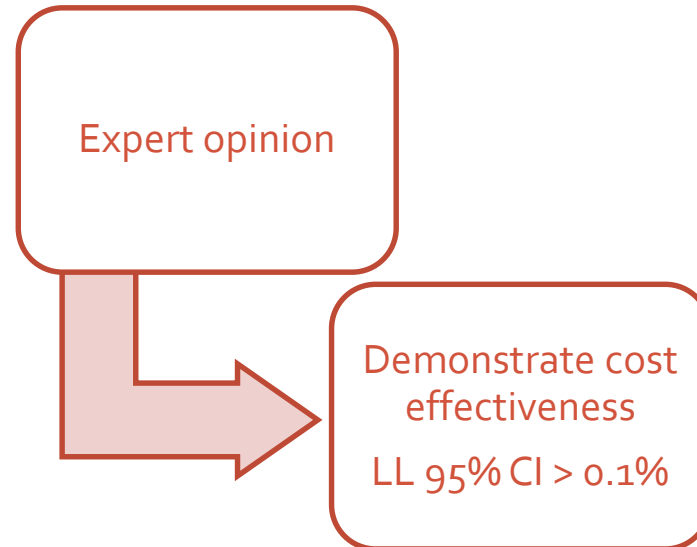 Expert opinion
Demonstrate cost
effectiveness
LL 95% CI > 0.1%